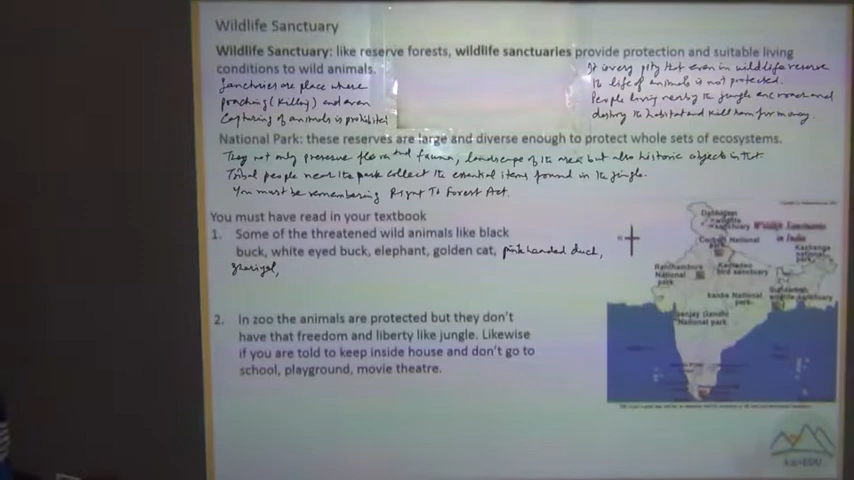 Wildlife Sanctuary
Wildlife Sanctuary: like reserve forests, wildlife sanctuaries provide protection and suitable living
conditions to wild animals.
Sancturies are place where
Poaching (killing) and even
Capturing of animals is prohibited
It is very pity that even in wildlife reserve
the life of animals is not protected.
People living nearby the jungle encroach and
destroy the habitat and kill them for money.
National Park: these reserves are large and diverse enough to protect whole sets of ecosystems.
They not only preserve flora and fauna, landscape of the area but also historic objects in that.
Tribal people near the park collect the essential items found in the jungle.
You must be remembering Right To Forest Act.
You must have read in your textbook
1. Some of the threatened wild animals like black
buck, white eyed buck, elephant, golden cat, pink headed duck,
ghariyal,
2. In zoo the animals are protected but they don't
have that freedom and liberty like jungle. Likewise
if you are told to keep inside house and don't go to
school, playground, movie theatre.
wildlife
sanctuary
Wildlife Sanctuaries
in India
Corbett National
Kaziranga
national
park
Ranthambore
National
park
bird sanctuary
kanha National
park
wildlife sanctuary
Sanjay Gandhi
National park